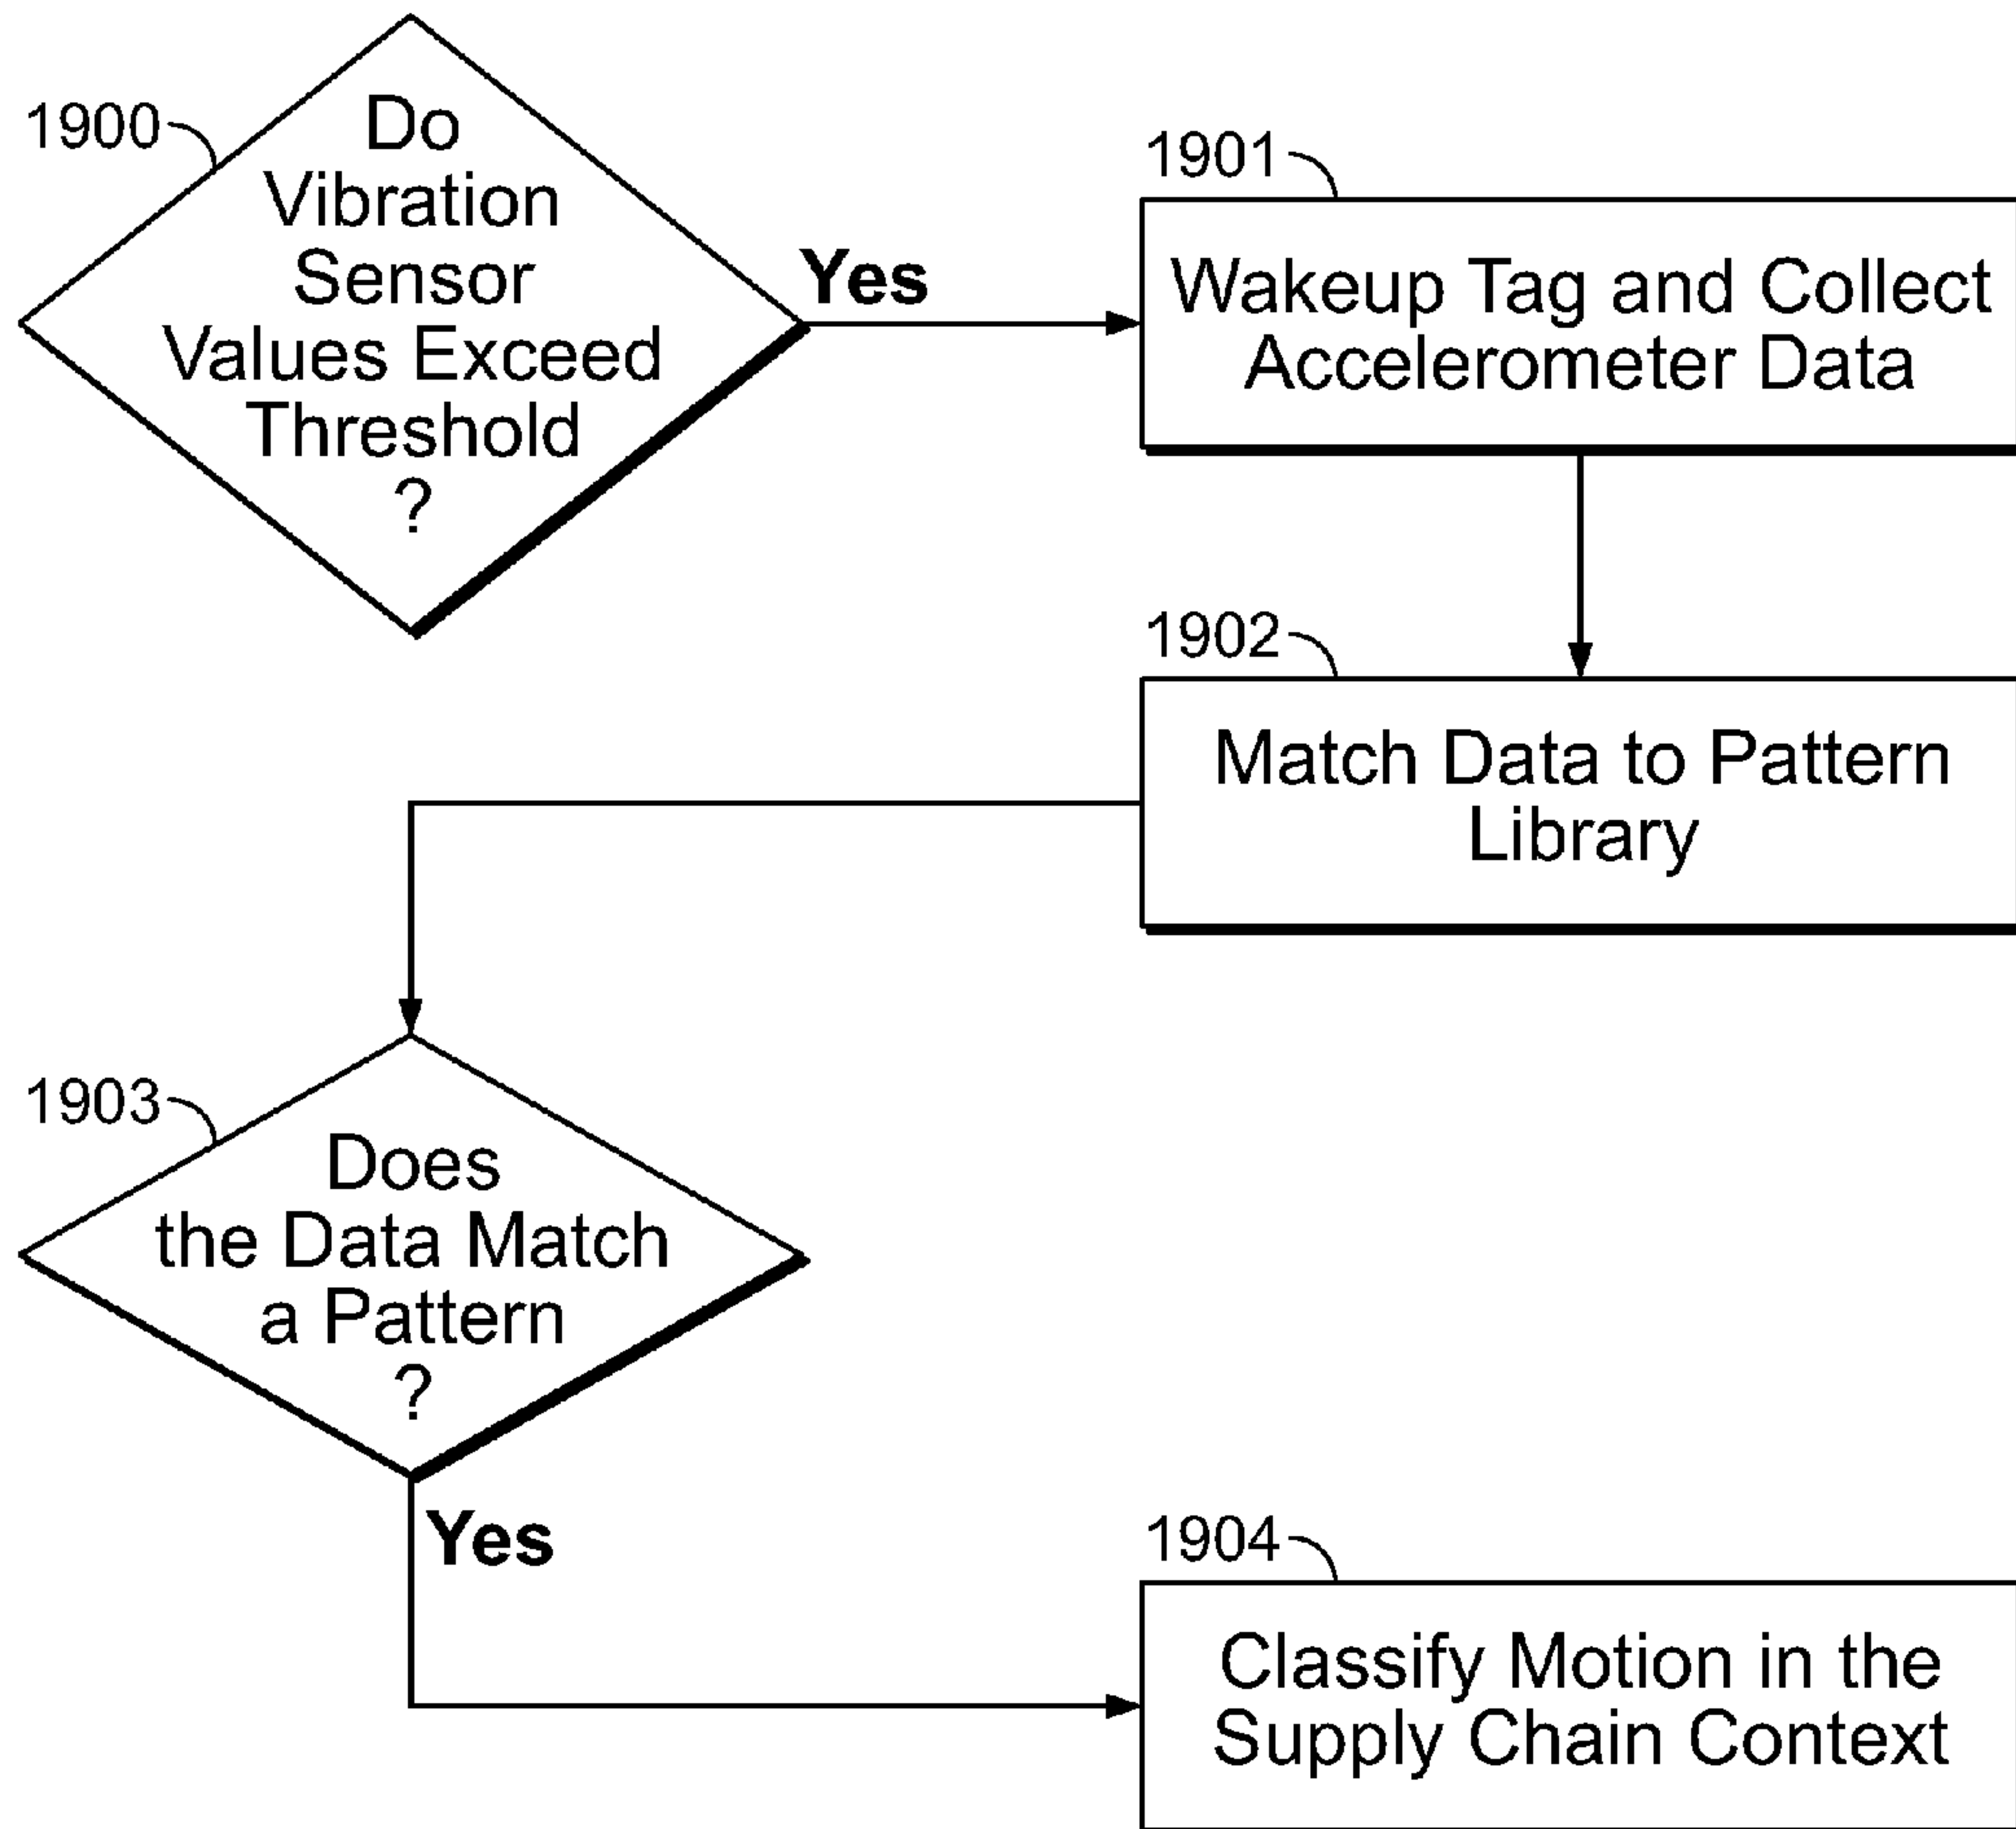 1900
Do
Vibration
Sensor
Values Exceed
Threshold
?
Yes
1901
Wakeup Tag and Collect
Accelerometer Data
1902
Match Data to Pattern
Library
1903
Does
the Data Match
a Pattern
?
Yes
1904
Classify Motion in the
Supply Chain Context